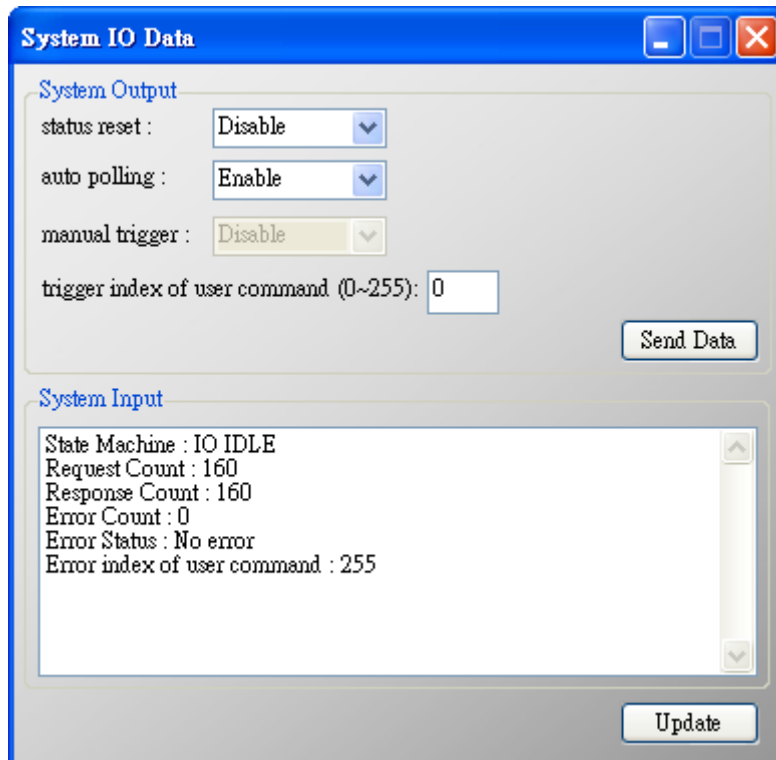 System IO Data
System Output
status reset : Disable
auto polling : Enable
manual trigger : Disable
trigger index of user command (0~255): 0
Send Data
System Input
State Machine : IO IDLE
Request Count : 160
Response Count : 160
Error Count : 0
Error Status : No error
Error index of user command : 255
Update